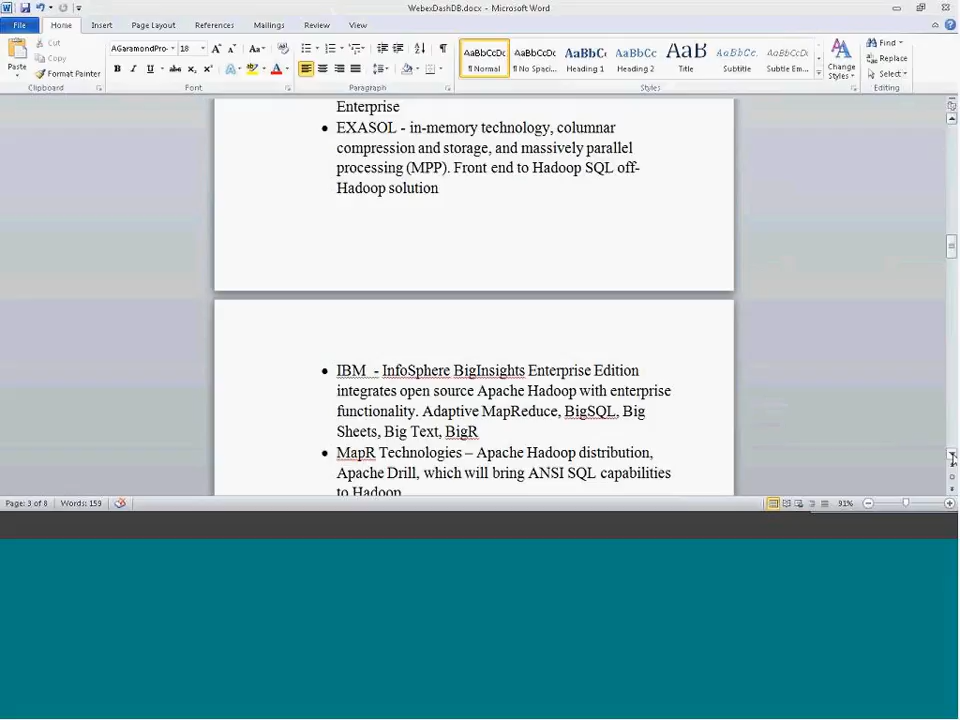 WebexDashDB.docx - Microsoft Word
File Home Insert Page Layout References Mailings Review View
Paste Cut Copy Format Painter
AGaramondPro- 18
Find Replace Select
AaBbCcDc AaBbCcDc AaBbC AaBbCc AaB AaBbCc. AaBbCcDc
¶ Normal ¶ No Spaci... Heading 1 Heading 2 Title Subtitle Subtle Em...
Change Styles
Clipboard Font Paragraph Styles Editing
Enterprise
• EXASOL - in-memory technology, columnar
compression and storage, and massively parallel
processing (MPP). Front end to Hadoop SQL off-
Hadoop solution
• IBM - InfoSphere BigInsights Enterprise Edition
integrates open source Apache Hadoop with enterprise
functionality. Adaptive MapReduce, BigSQL, Big
Sheets, Big Text, BigR
• MapR Technologies – Apache Hadoop distribution,
Apache Drill, which will bring ANSI SQL capabilities
to Hadoop
Page: 3 of 8 Words: 159 91%